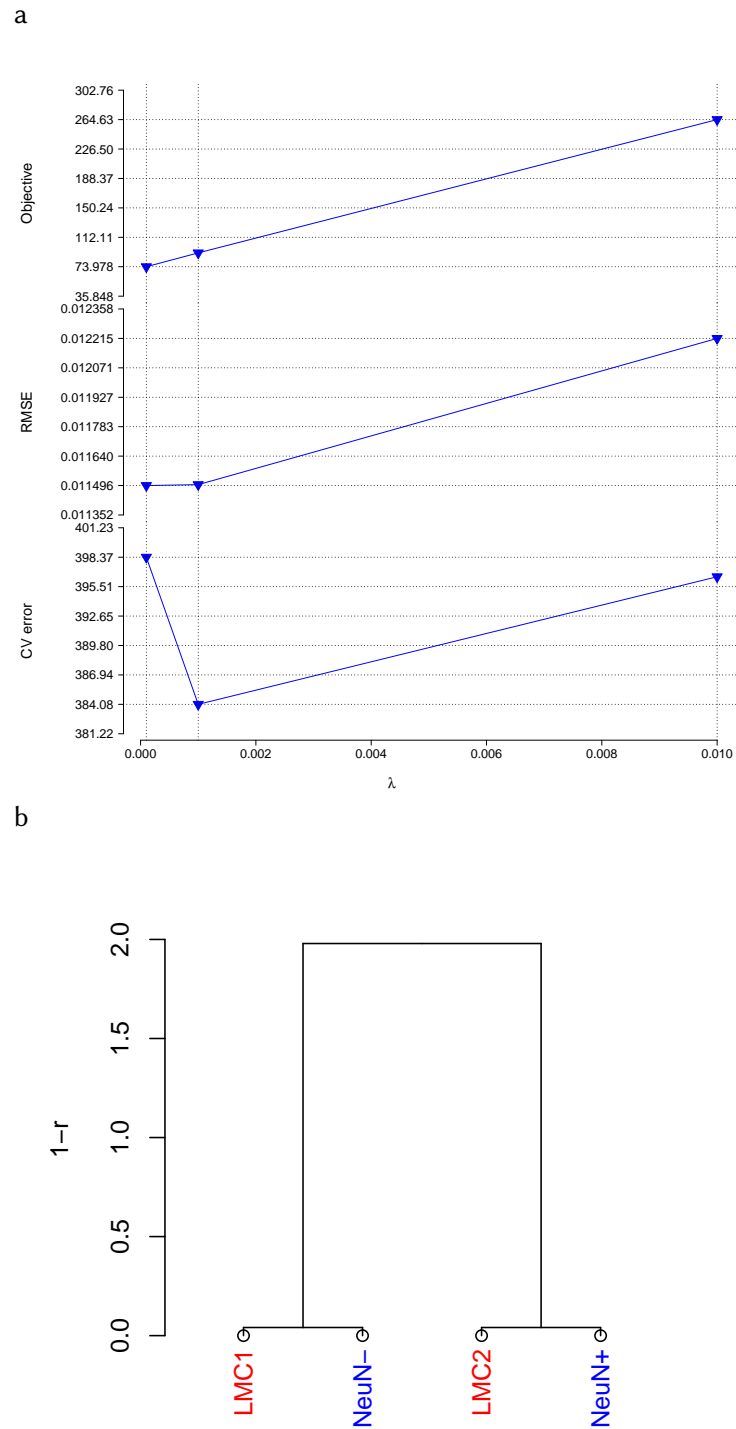 a
302.76
264.63
226.50
188.37
150.24
112.11
73.978
35.848
Objective
0.012358
0.012215
0.012071
0.011927
0.011783
0.011640
0.011496
0.011352
RMSE
401.23
398.37
395.51
392.65
389.80
386.94
384.08
381.22
CV error
0.000 0.002 0.004 0.006 0.008 0.010
λ
b
2.0
1.5
1.0
0.5
0.0
1−r
LMC1
NeuN−
LMC2
NeuN+